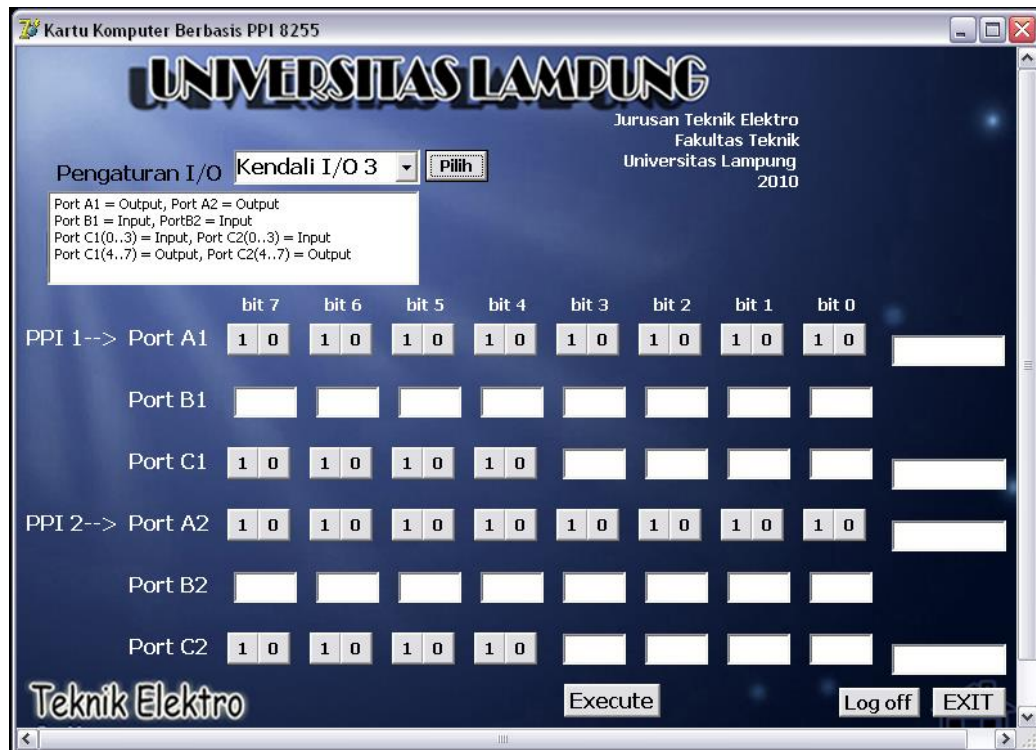 Kartu Komputer Berbasis PPI 8255
UNIVERSITAS LAMPUNG
Jurusan Teknik Elektro
Fakultas Teknik
Universitas Lampung
2010
Pengaturan I/O Kendali I/O 3 Pilih
Port A1 = Output, Port A2 = Output
Port B1 = Input, PortB2 = Input
Port C1(0..3) = Input, Port C2(0..3) = Input
Port C1(4..7) = Output, Port C2(4..7) = Output
bit 7 bit 6 bit 5 bit 4 bit 3 bit 2 bit 1 bit 0
PPI 1--> Port A1 1 0 1 0 1 0 1 0 1 0 1 0 1 0 1 0
Port B1
Port C1 1 0 1 0 1 0 1 0
PPI 2--> Port A2 1 0 1 0 1 0 1 0 1 0 1 0 1 0 1 0
Port B2
Port C2 1 0 1 0 1 0 1 0
Teknik Elektro Execute Log off EXIT